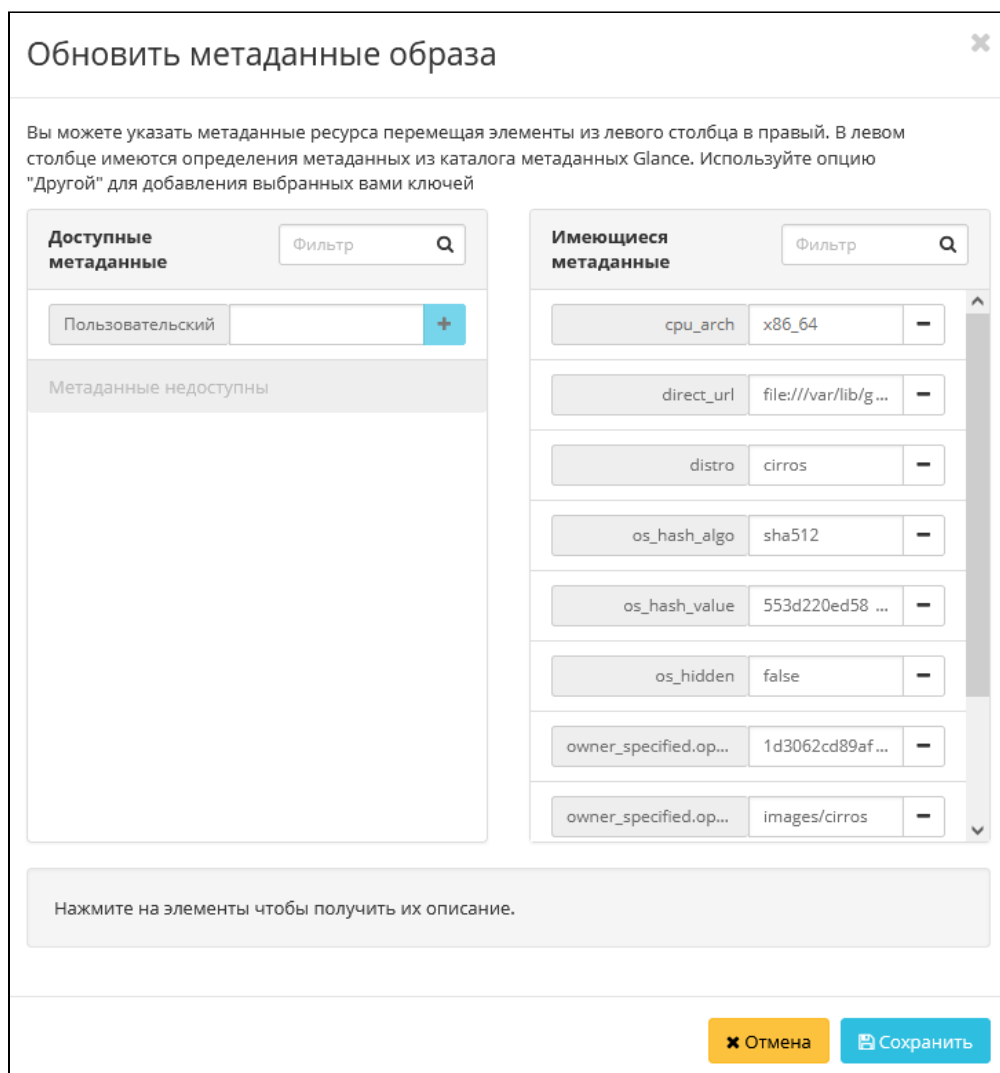 Обновить метаданные образа
Вы можете указать метаданные ресурса перемещая элементы из левого столбца в правый. В левом
столбце имеются определения метаданных из каталога метаданных Glance. Используйте опцию
"Другой" для добавления выбранных вами ключей
Доступные
метаданные
Фильтр
Пользовательский
Метаданные недоступны
Имеющиеся
метаданные
Фильтр
cpu_arch x86_64
direct_url file:///var/lib/g...
distro cirros
os_hash_algo sha512
os_hash_value 553d220ed58 ...
os_hidden false
owner_specified.op... 1d3062cd89af...
owner_specified.op... images/cirros
Нажмите на элементы чтобы получить их описание.
Отмена
Сохранить